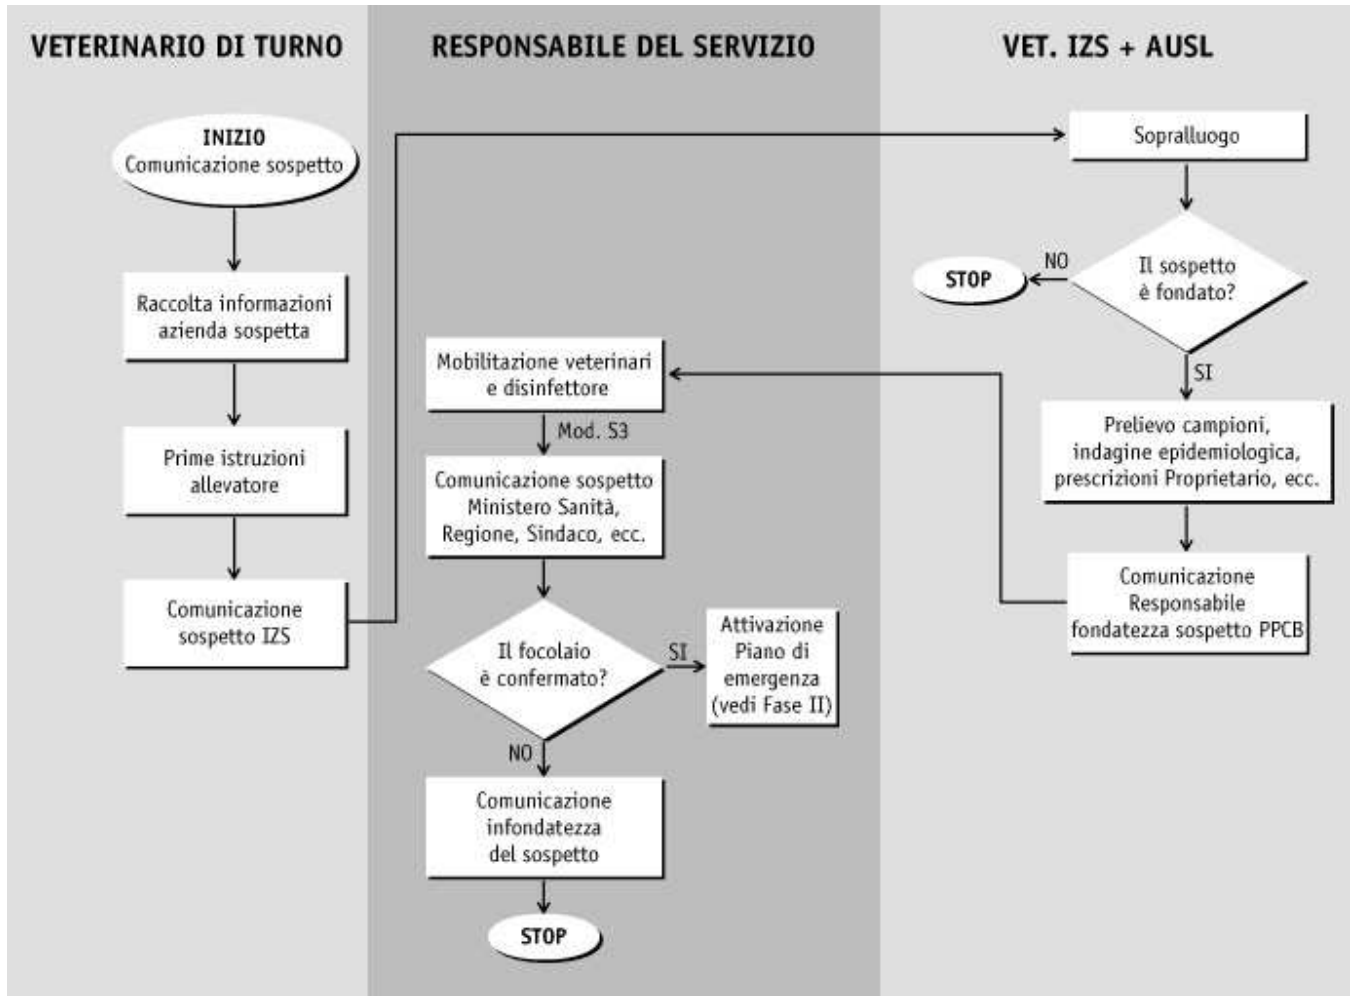 VETERINARIO DI TURNO
INIZIO
Comunicazione sospetto
Raccolta informazioni
azienda sospetta
Prime istruzioni
allevatore
Comunicazione
sospetto IZS
RESPONSABILE DEL SERVIZIO
Mobilitazione veterinari
e disinfettore
Mod. S3
Comunicazione sospetto
Ministero Sanità,
Regione, Sindaco, ecc.
Il focolaio
è confermato?
SI
Attivazione
Piano di
emergenza
(vedi Fase II)
NO
Comunicazione
infondatezza
del sospetto
STOP
VET. IZS + AUSL
Sopralluogo
Il sospetto
è fondato?
NO
STOP
SI
Prelievo campioni,
indagine epidemiologica,
prescrizioni Proprietario, ecc.
Comunicazione
Responsabile
fondatezza sospetto PPCB